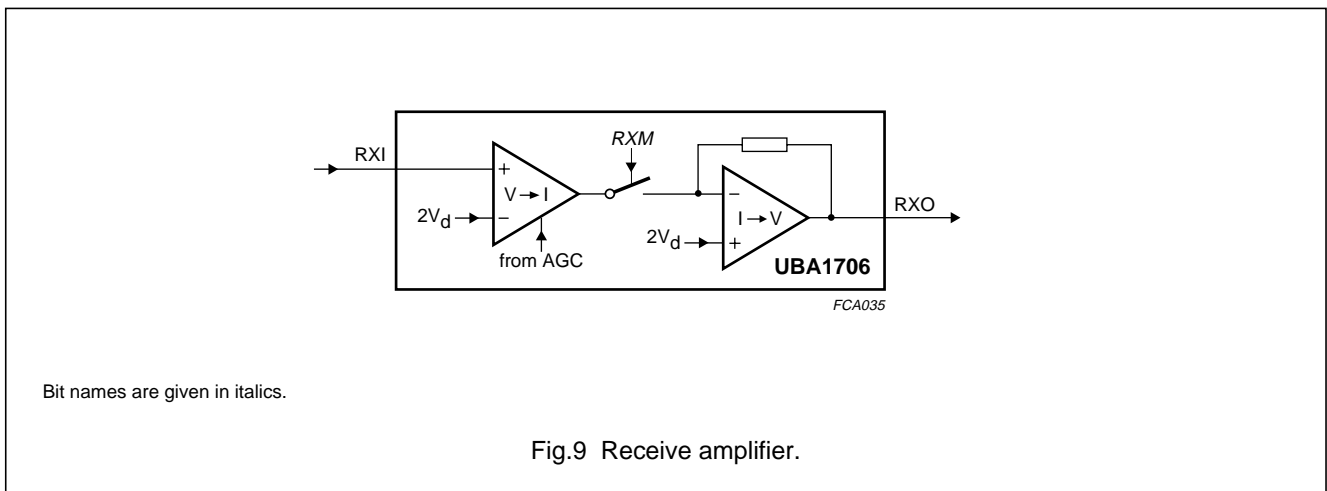 RXI
+
V → I
2Vd
−
from AGC
RXM
−
I → V
2Vd
+
RXO
UBA1706
FCA035
Bit names are given in italics.
Fig.9 Receive amplifier.